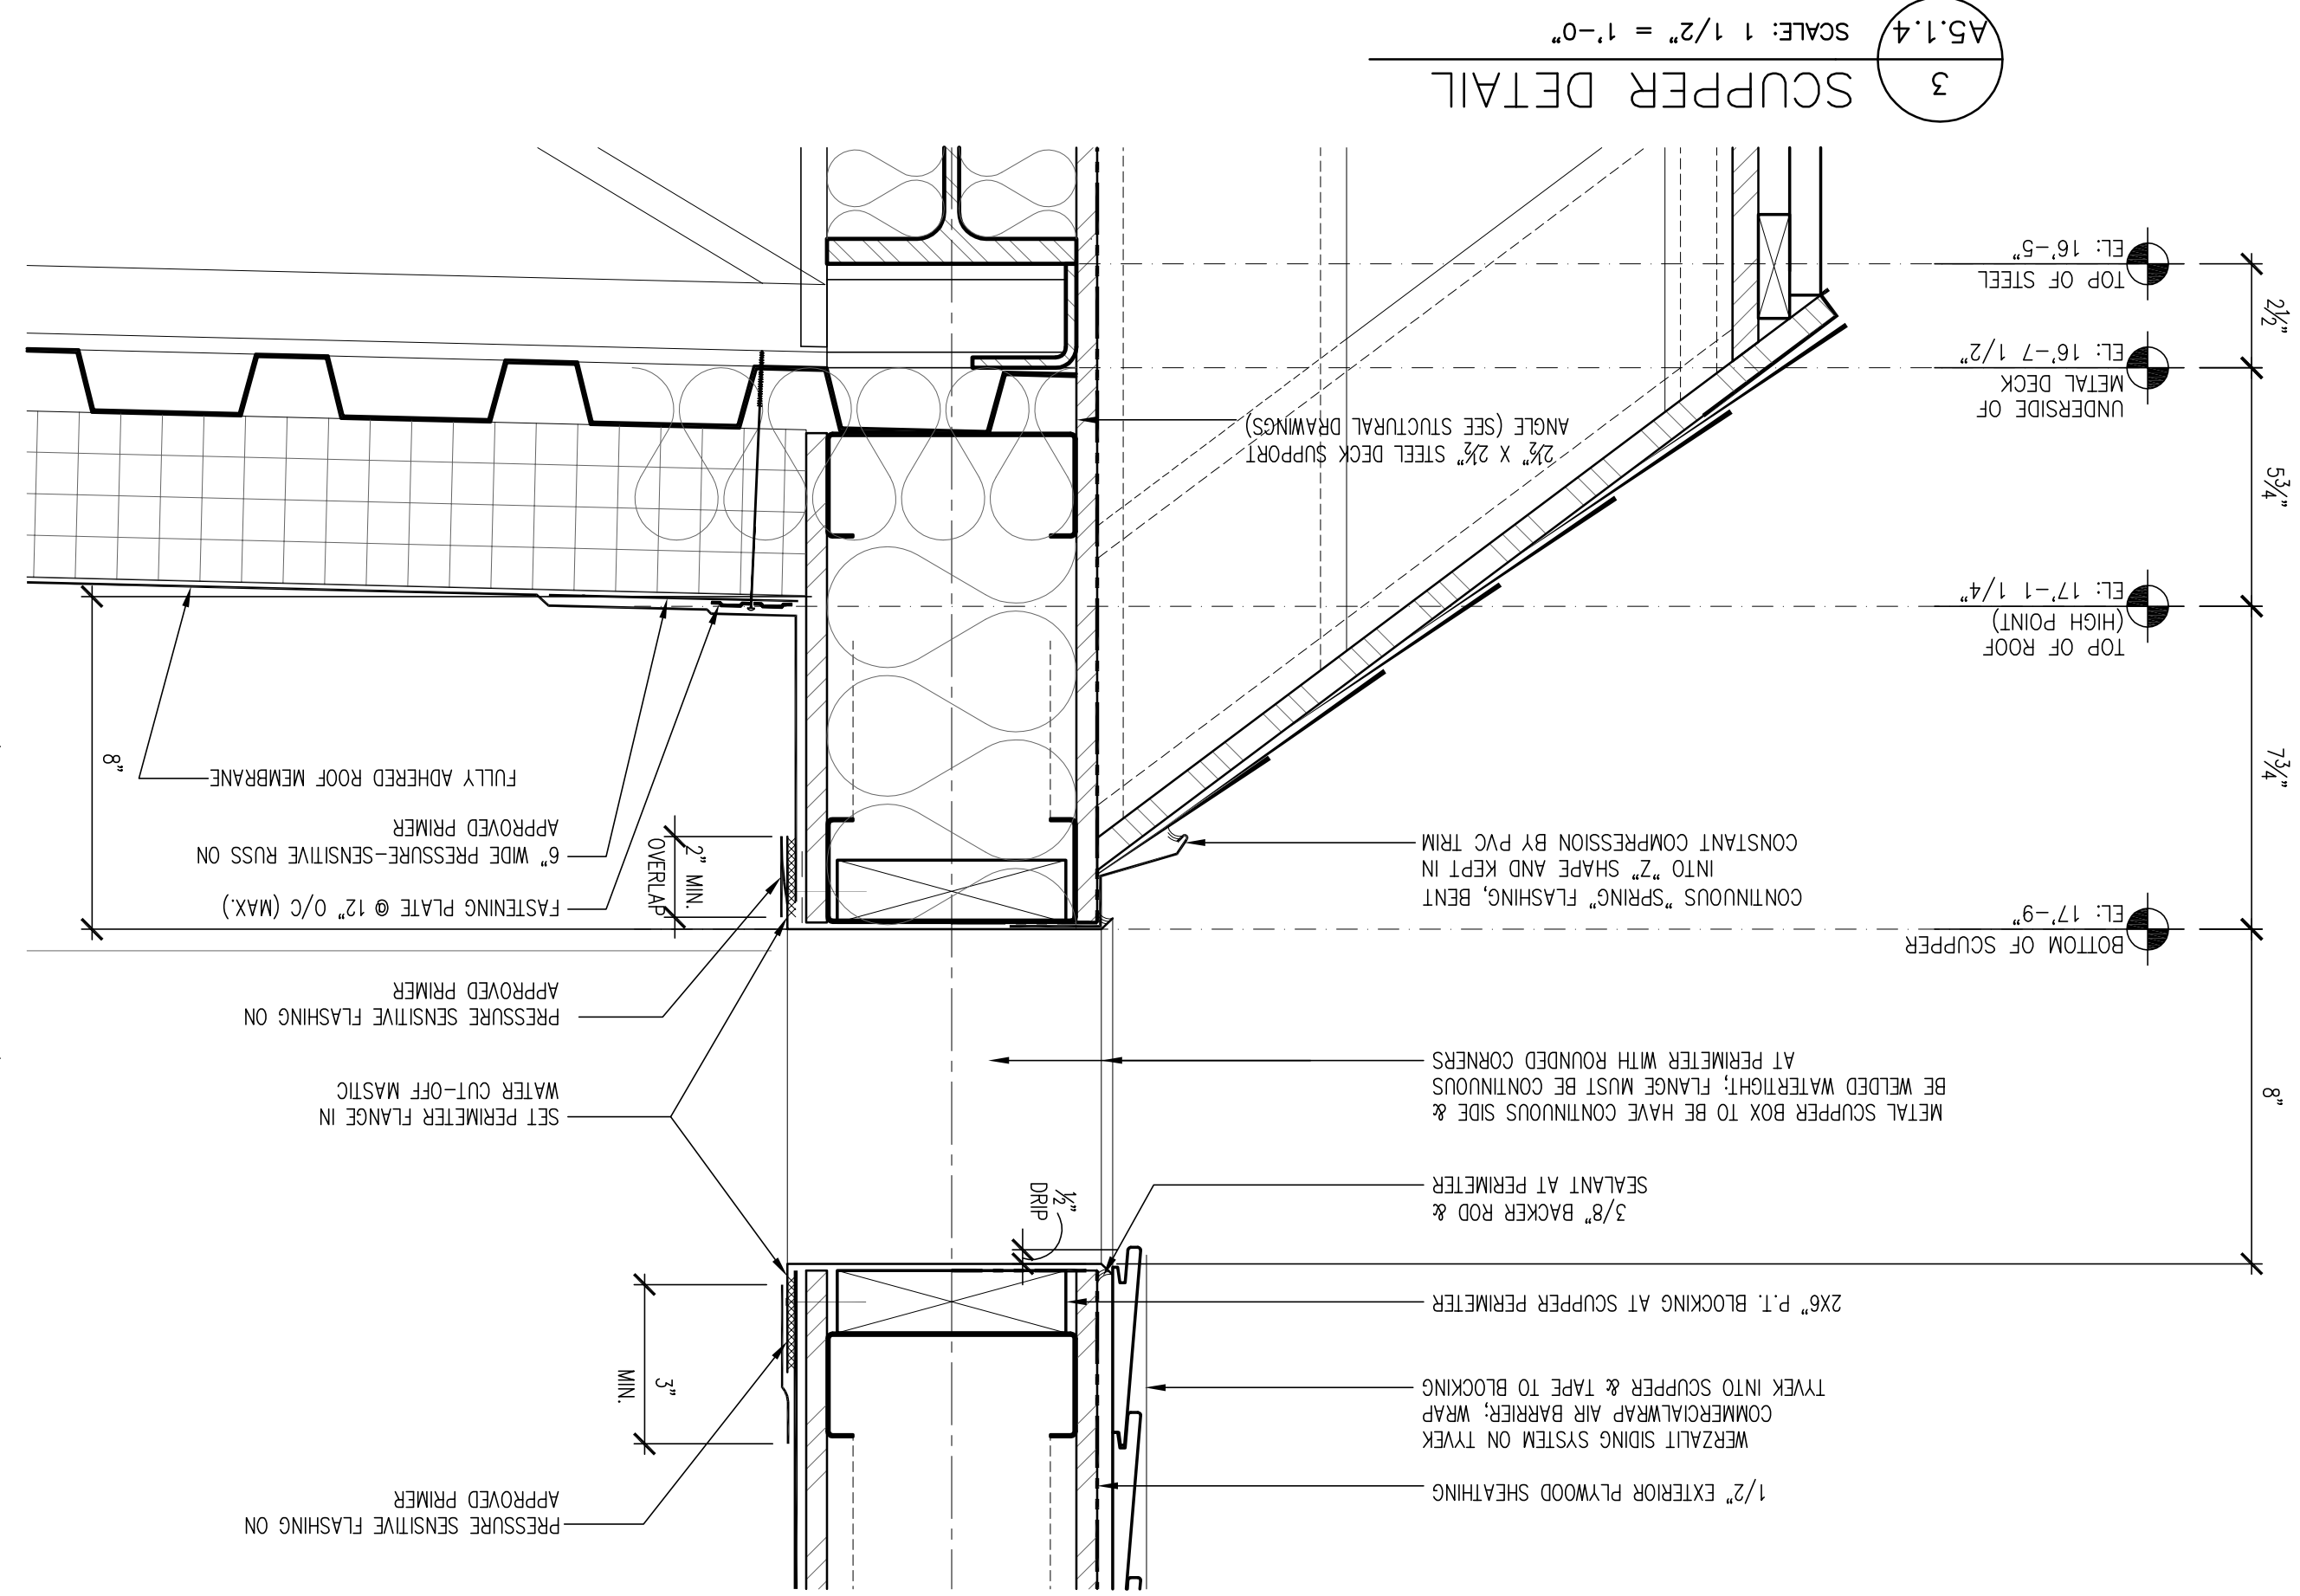 1/2" EXTERIOR PLYWOOD SHEATHING
WERZALIT SIDING SYSTEM ON TYVEK
COMMERCIALWRAP AIR BARRIER; WRAP
TYVEK INTO SCUPPER & TAPE TO BLOCKING
2X6" P.T. BLOCKING AT SCUPPER PERIMETER
3/8" BACKER ROD &
SEALANT AT PERIMETER
METAL SCUPPER BOX TO BE HAVE CONTINUOUS SIDE &
BE WELDED WATERTIGHT; FLANGE MUST BE CONTINUOUS
AT PERIMETER WITH ROUNDED CORNERS
8"
BOTTOM OF SCUPPER
EL: 17'-9"
CONTINUOUS "SPRING" FLASHING, BENT
INTO "Z" SHAPE AND KEPT IN
CONSTANT COMPRESSION BY PVC TRIM
7¾"
TOP OF ROOF
(HIGH POINT)
EL: 17'-1 1/4"
5¾"
2½" X 2½" STEEL DECK SUPPORT
ANGLE (SEE STUCTURAL DRAWINGS)
UNDERSIDE OF
METAL DECK
EL: 16'-7 1/2"
2½"
TOP OF STEEL
EL: 16'-5"
½"
DRIP
PRESSURE SENSITIVE FLASHING ON
APPROVED PRIMER
3"
MIN.
SET PERIMETER FLANGE IN
WATER CUT-OFF MASTIC
PRESSURE SENSITIVE FLASHING ON
APPROVED PRIMER
2" MIN.
OVERLAP
FASTENING PLATE @ 12" O/C (MAX.)
6" WIDE PRESSURE-SENSITIVE RUSS ON
APPROVED PRIMER
FULLY ADHERED ROOF MEMBRANE
8"
3
A5.1.4
SCUPPER DETAIL
SCALE: 1 1/2" = 1'-0"